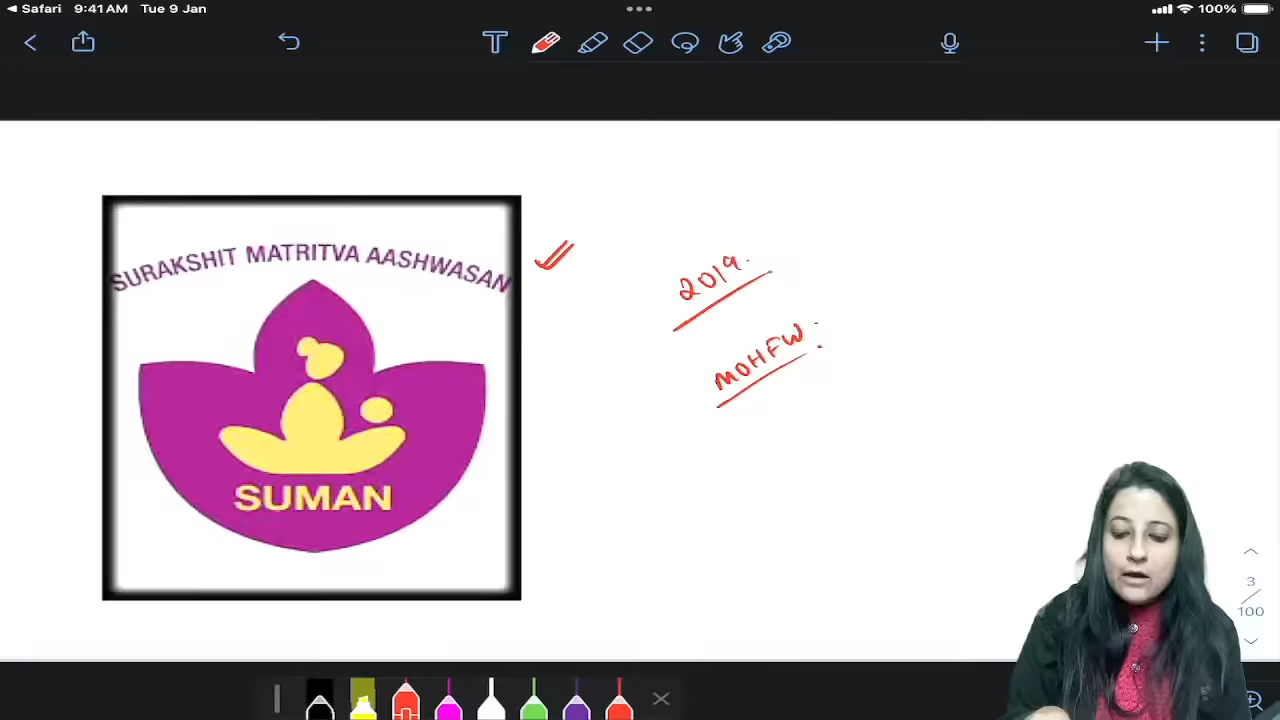 Safari 9:41 AM Tue 9 Jan
100%
T
SURAKSHIT MATRITVA AASHWASAN
SUMAN
2019.
MOHFW:
3
100